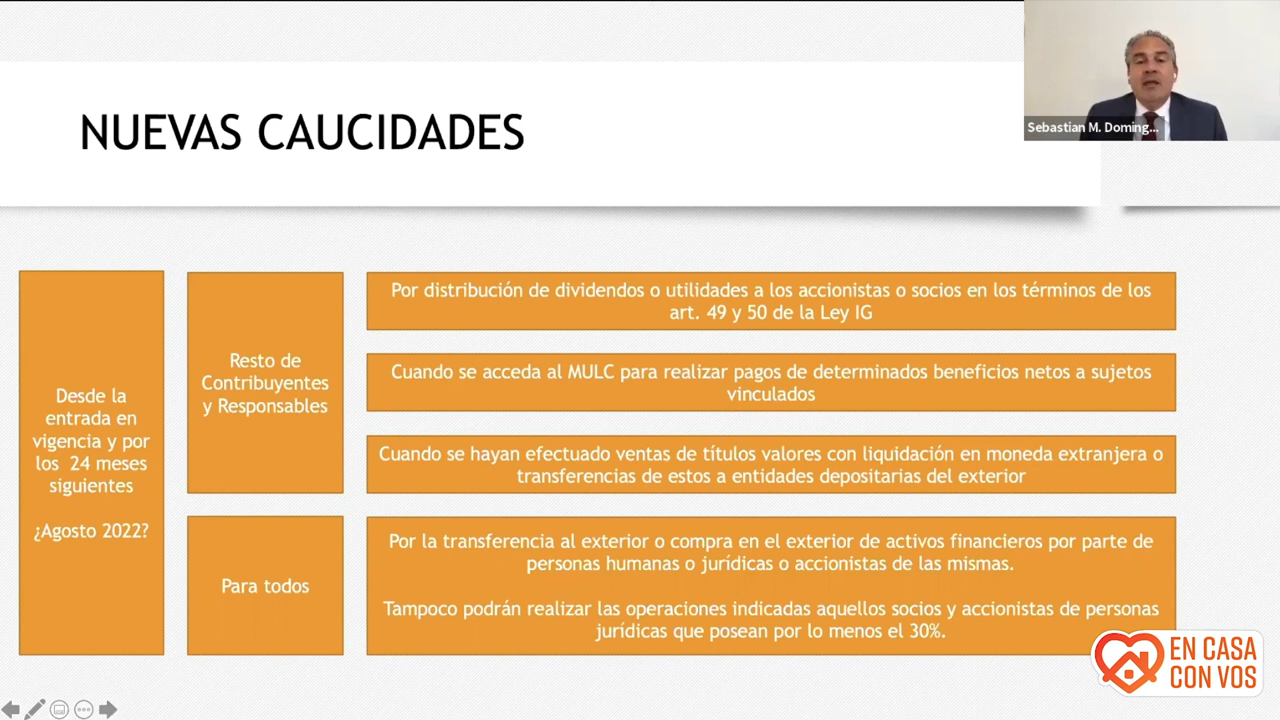 NUEVAS CAUCIDADES
Sebastian M. Doming...
Desde la
entrada en
vigencia y por
los 24 meses
siguientes
¿Agosto 2022?
Resto de
Contribuyentes
y Responsables
Por distribución de dividendos o utilidades a los accionistas o socios en los términos de los
art. 49 y 50 de la Ley IG
Cuando se acceda al MULC para realizar pagos de determinados beneficios netos a sujetos
vinculados
Cuando se hayan efectuado ventas de títulos valores con liquidación en moneda extranjera o
transferencias de estos a entidades depositarias del exterior
Para todos
Por la transferencia al exterior o compra en el exterior de activos financieros por parte de
personas humanas o jurídicas o accionistas de las mismas.
Tampoco podrán realizar las operaciones indicadas aquellos socios y accionistas de personas
jurídicas que posean por lo menos el 30%.
EN CASA
CON VOS